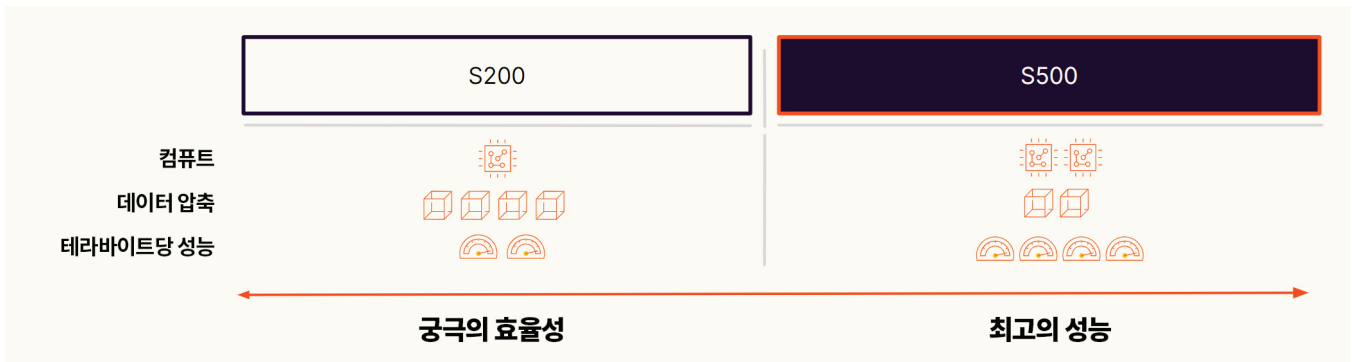 S200
S500
컴퓨트
데이터 압축
테라바이트당 성능
궁극의 효율성
최고의 성능